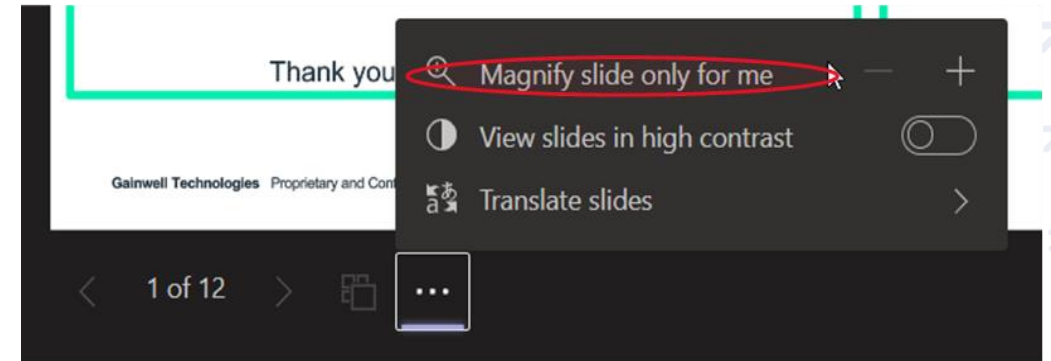 Thank you
Magnify slide only for me
View slides in high contrast
Gainwell Technologies Proprietary and
Translate slides
1 of 12